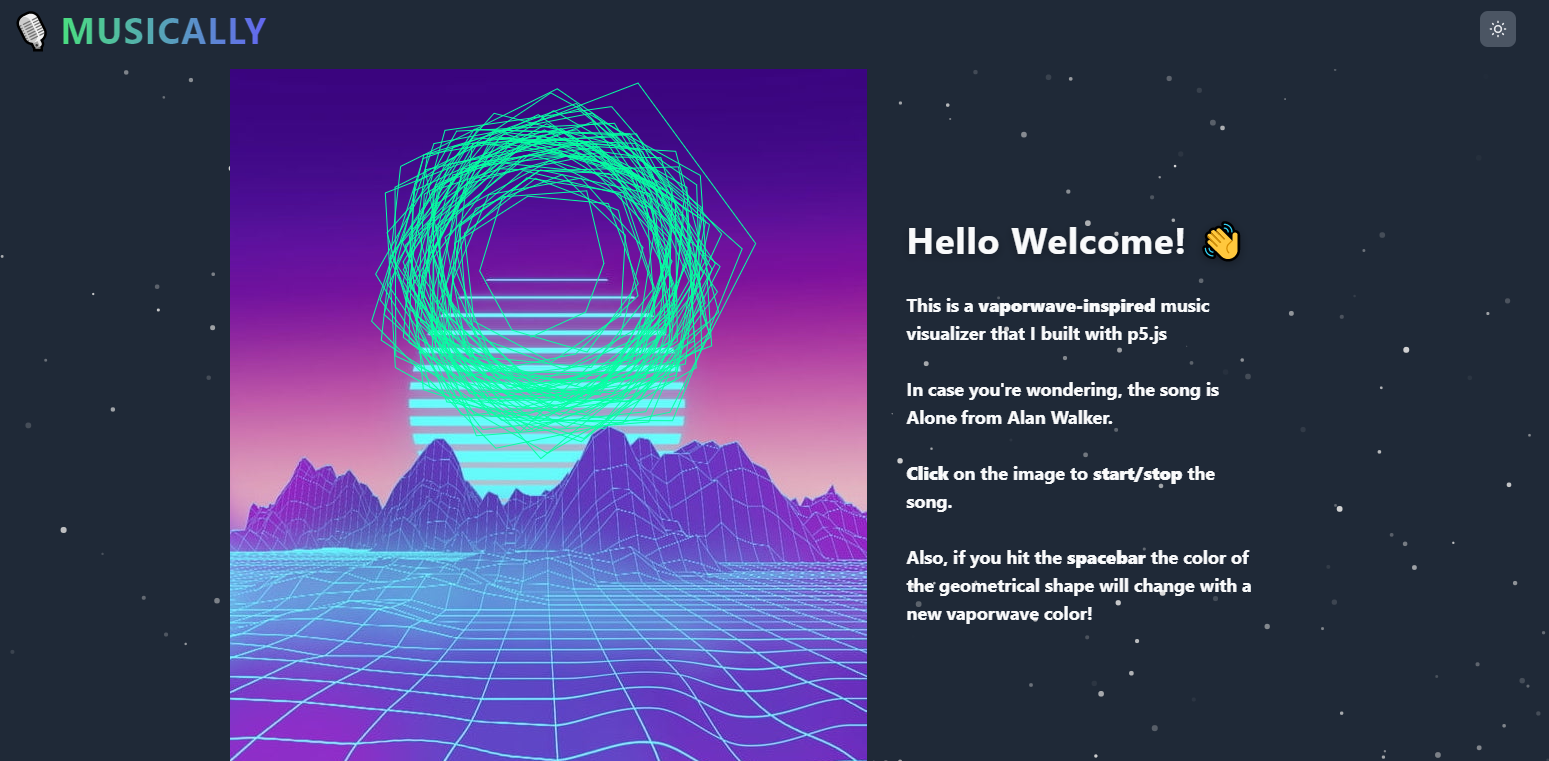 MUSICALLY
Hello Welcome! 👋
This is a vaporwave-inspired music
visualizer that I built with p5.js
In case you're wondering, the song is
Alone from Alan Walker.
Click on the image to start/stop the
song.
Also, if you hit the spacebar the color of
the geometrical shape will change with a
new vaporwave color!